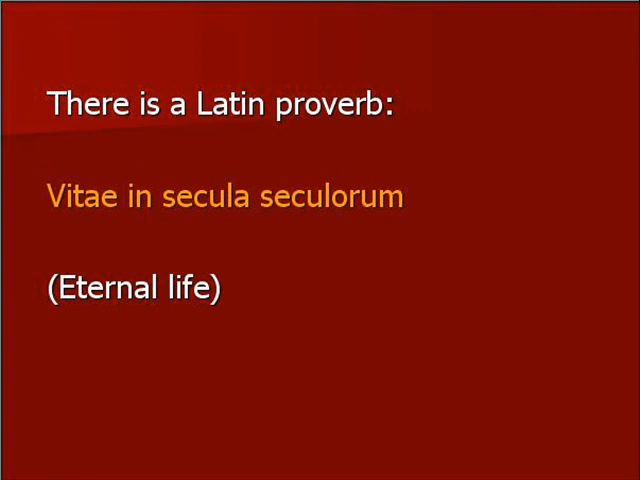 There is a Latin proverb:
Vitae in secula seculorum
(Eternal life)